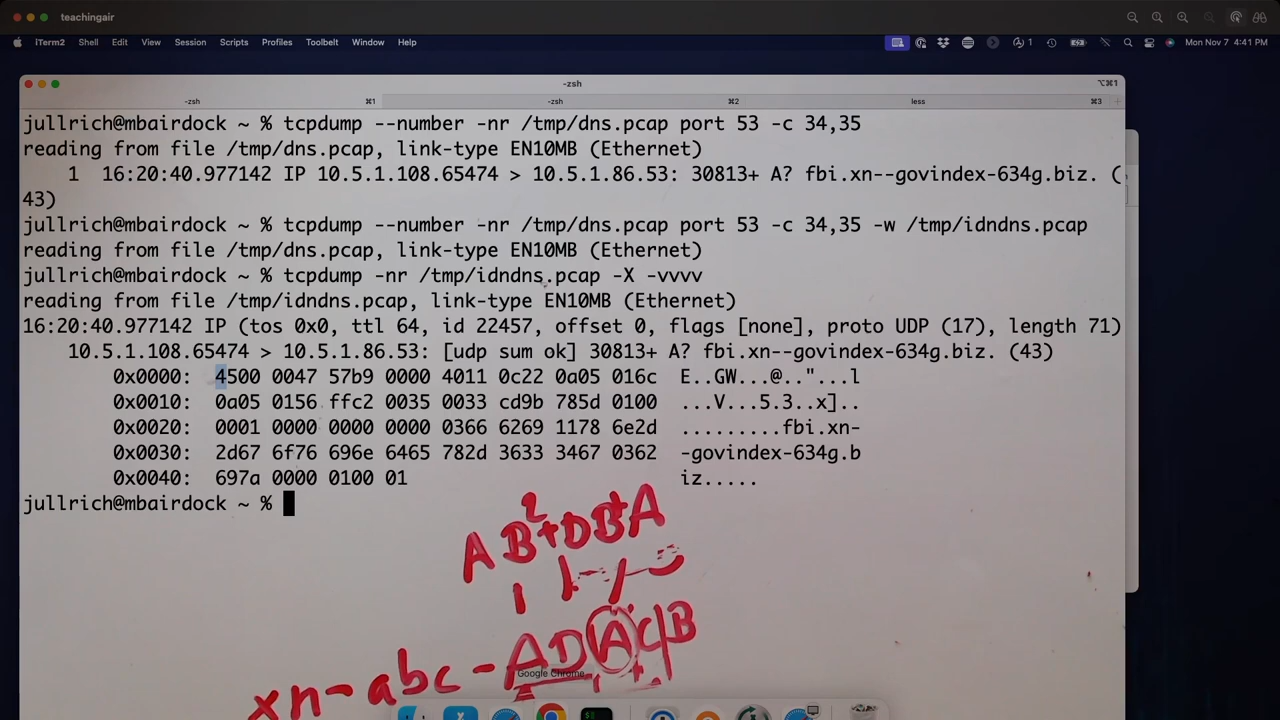 teachingair
iTerm2 Shell Edit View Session Scripts Profiles Toolbelt Window Help 1 Mon Nov 7 4:41 PM
-zsh ⌥⌘1
-zsh ⌘1 -zsh ⌘2 less ⌘3
jullrich@mbairdock ~ % tcpdump --number -nr /tmp/dns.pcap port 53 -c 34,35
reading from file /tmp/dns.pcap, link-type EN10MB (Ethernet)
1 16:20:40.977142 IP 10.5.1.108.65474 > 10.5.1.86.53: 30813+ A? fbi.xn--govindex-634g.biz. (
43)
jullrich@mbairdock ~ % tcpdump --number -nr /tmp/dns.pcap port 53 -c 34,35 -w /tmp/idndns.pcap
reading from file /tmp/dns.pcap, link-type EN10MB (Ethernet)
jullrich@mbairdock ~ % tcpdump -nr /tmp/idndns.pcap -X -vvvv
reading from file /tmp/idndns.pcap, link-type EN10MB (Ethernet)
16:20:40.977142 IP (tos 0x0, ttl 64, id 22457, offset 0, flags [none], proto UDP (17), length 71)
10.5.1.108.65474 > 10.5.1.86.53: [udp sum ok] 30813+ A? fbi.xn--govindex-634g.biz. (43)
0x0000: 4500 0047 57b9 0000 4011 0c22 0a05 016c E..GW...@.."...l
0x0010: 0a05 0156 ffc2 0035 0033 cd9b 785d 0100 ...V...5.3..x]..
0x0020: 0001 0000 0000 0000 0366 6269 1178 6e2d .........fbi.xn-
0x0030: 2d67 6f76 696e 6465 782d 3633 3467 0362 -govindex-634g.b
0x0040: 697a 0000 0100 01 iz.....
jullrich@mbairdock ~ %
AB²+DB+A
xn-abc-ADACB
Google Chrome